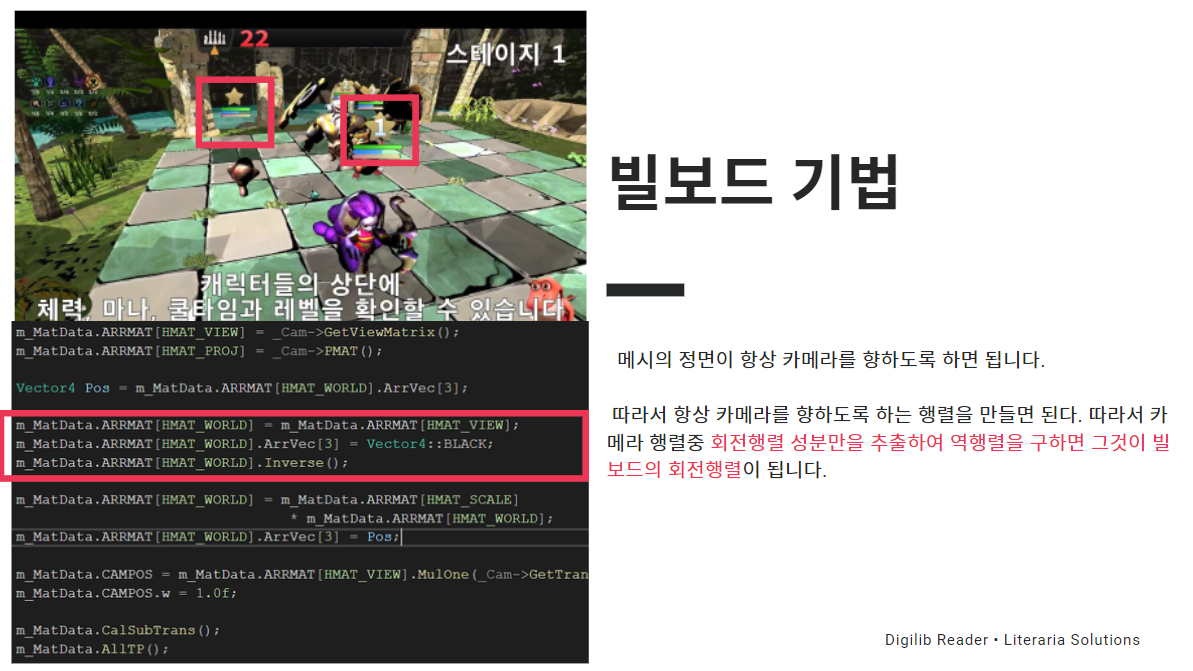 22
스테이지 1
1
캐릭터들의 상단에
체력, 마나, 쿨타임과 레벨을 확인할 수 있습니다
m_MatData.ARRMAT[HMAT_VIEW] = _Cam->GetViewMatrix();
m_MatData.ARRMAT[HMAT_PROJ] = _Cam->PMAT();
Vector4 Pos = m_MatData.ARRMAT[HMAT_WORLD].ArrVec[3];
m_MatData.ARRMAT[HMAT_WORLD] = m_MatData.ARRMAT[HMAT_VIEW];
m_MatData.ARRMAT[HMAT_WORLD].ArrVec[3] = Vector4::BLACK;
m_MatData.ARRMAT[HMAT_WORLD].Inverse();
m_MatData.ARRMAT[HMAT_WORLD] = m_MatData.ARRMAT[HMAT_SCALE]
* m_MatData.ARRMAT[HMAT_WORLD];
m_MatData.ARRMAT[HMAT_WORLD].ArrVec[3] = Pos;
m_MatData.CAMPOS = m_MatData.ARRMAT[HMAT_VIEW].MulOne(_Cam->GetTran
m_MatData.CAMPOS.w = 1.0f;
m_MatData.CalSubTrans();
m_MatData.AllTP();
빌보드 기법
메시의 정면이 항상 카메라를 향하도록 하면 됩니다.
따라서 항상 카메라를 향하도록 하는 행렬을 만들면 된다. 따라서 카
메라 행렬중 회전행렬 성분만을 추출하여 역행렬을 구하면 그것이 빌
보드의 회전행렬이 됩니다.
Digilib Reader • Literaria Solutions